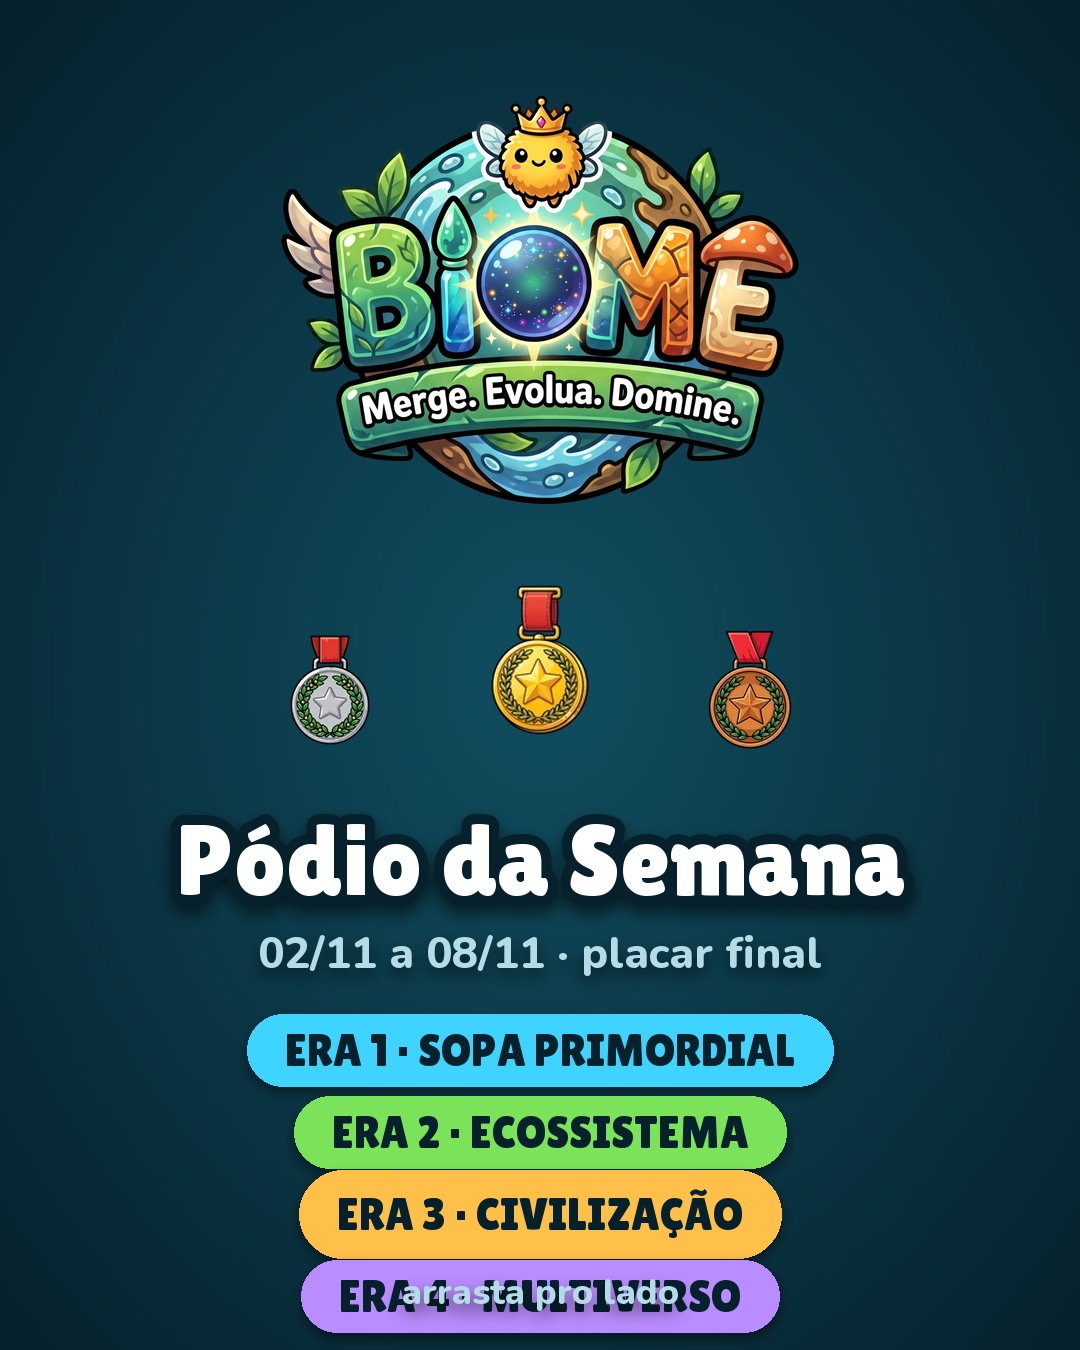 BiOME
Merge. Evolua. Domine.
Pódio da Semana
02/11 a 08/11 · placar final
ERA 1 · SOPA PRIMORDIAL
ERA 2 · ECOSSISTEMA
ERA 3 · CIVILIZAÇÃO
ERA 4 · MULTIVERSO
arrasta pro lado